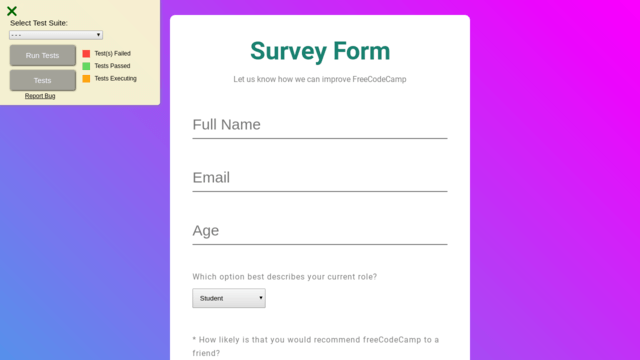 Select Test Suite:
- - -
Run Tests
Tests
Test(s) Failed
Tests Passed
Tests Executing
Report Bug
Survey Form
Let us know how we can improve FreeCodeCamp
Full Name
Email
Age
Which option best describes your current role?
Student
* How likely is that you would recommend freeCodeCamp to a
friend?